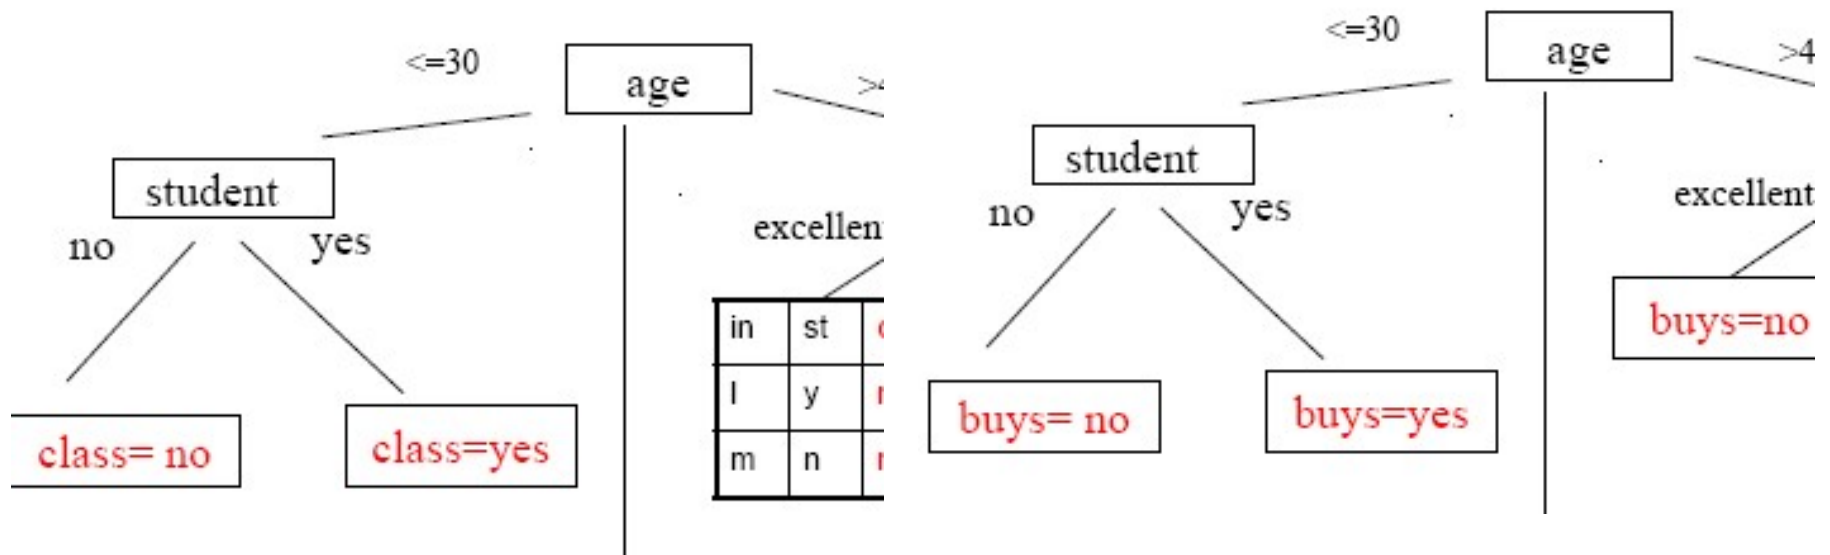 <=30
age
student
no
yes
excellen
in st
l y
m n
class= no
class=yes
<=30
age
>4
student
no
yes
excellent
buys=no
buys= no
buys=yes